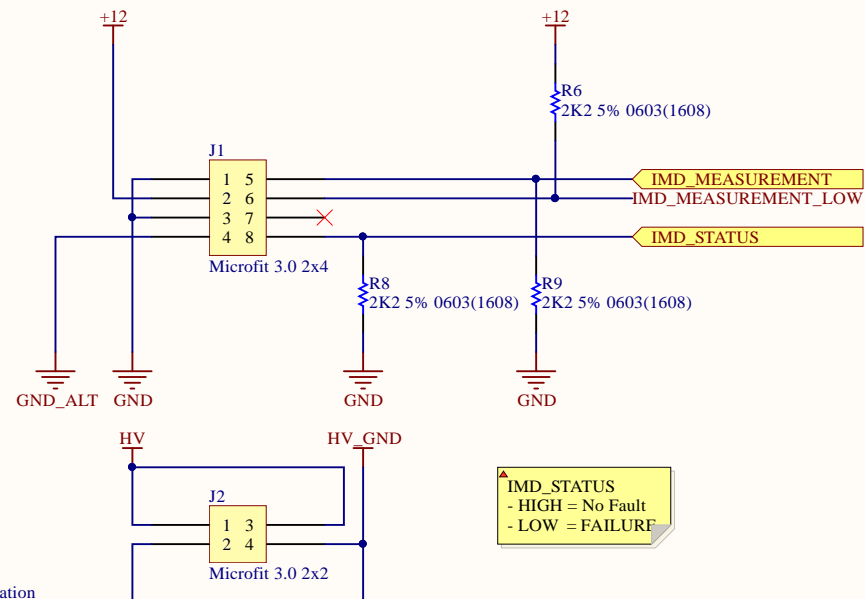 +12
+12
R6
2K2 5% 0603(1608)
J1
1 5
2 6
3 7
4 8
Microfit 3.0 2x4
IMD_MEASUREMENT
IMD_MEASUREMENT_LOW
IMD_STATUS
R8
2K2 5% 0603(1608)
R9
2K2 5% 0603(1608)
GND_ALT
GND
GND
GND
HV
HV_GND
J2
1 3
2 4
Microfit 3.0 2x2
IMD_STATUS
- HIGH = No Fault
- LOW = FAILURE
ation